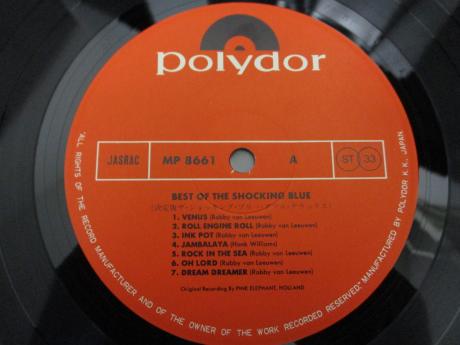 polydor
JASRAC MP 8661 A ST 33
BEST OF THE SHOCKING BLUE
1. VENUS (Robby van Leeuwen)
2. ROLL ENGINE ROLL (Robby van Leeuwen)
3. INK POT (Robby van Leeuwen)
4. JAMBALAYA (Hank Williams)
5. ROCK IN THE SEA (Robby van Leeuwen)
6. OH LORD (Robby van Leeuwen)
7. DREAM DREAMER (Robby van Leeuwen)
Original Recording By PINK ELEPHANT, HOLLAND
"ALL RIGHTS OF THE RECORD MANUFACTURER AND OF THE OWNER OF THE WORK RECORDED RESERVED." MANUFACTURED BY POLYDOR K.K., JAPAN